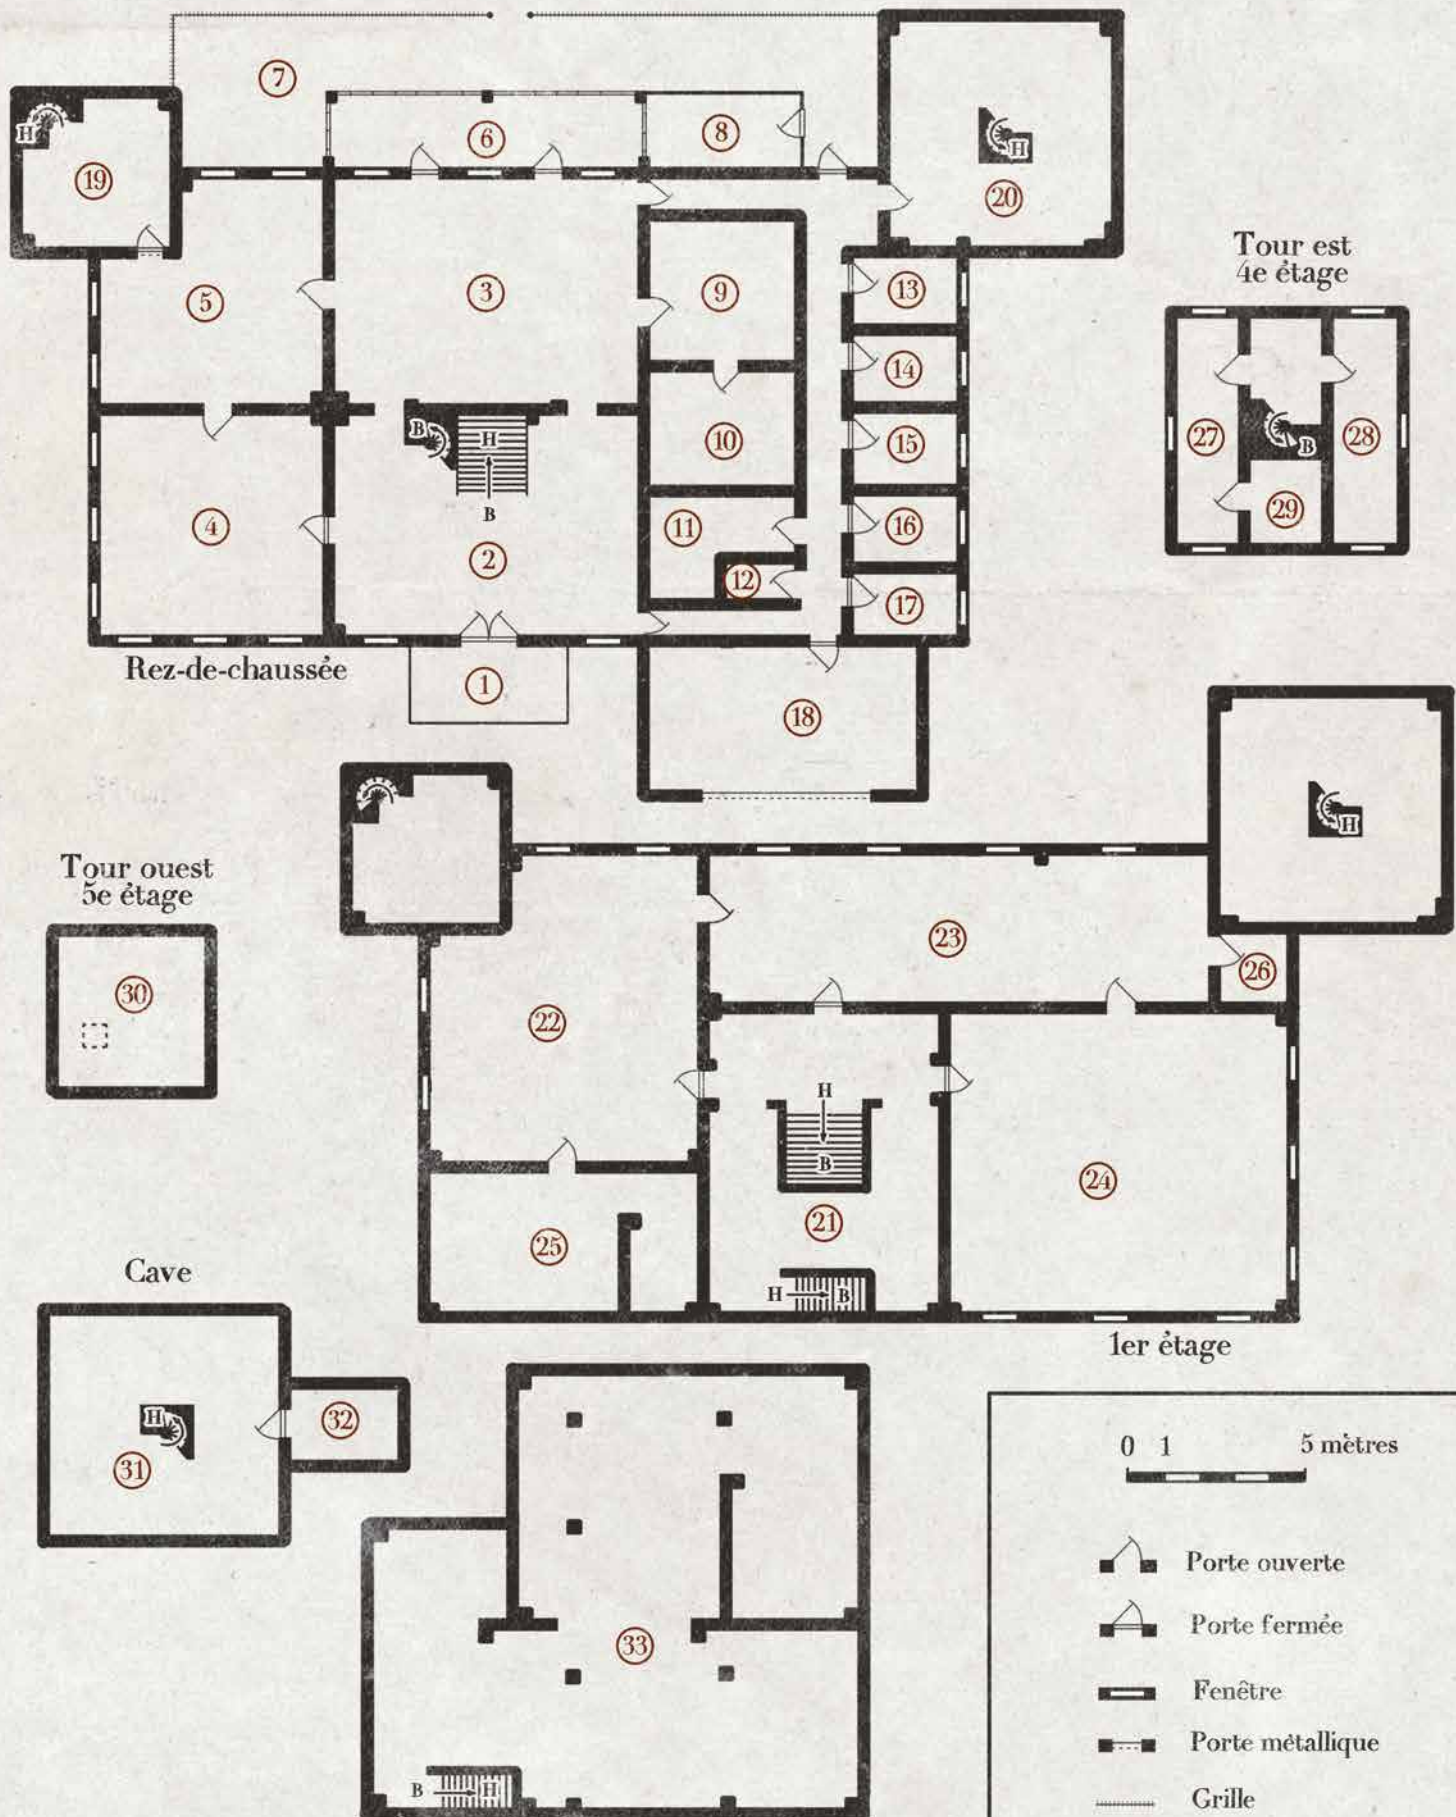 7
6
8
H
19
H
20
Tour est
4e étage
5
3
9
13
14
27
28
B
29
B
H
B
10
15
4
2
11
16
12
17
Rez-de-chaussée
1
18
H
Tour ouest
5e étage
30
23
26
22
H
B
24
21
25
H
B
1er étage
Cave
H
32
31
33
B
H
0 1 5 mètres
Porte ouverte
Porte fermée
Fenêtre
Porte métallique
Grille